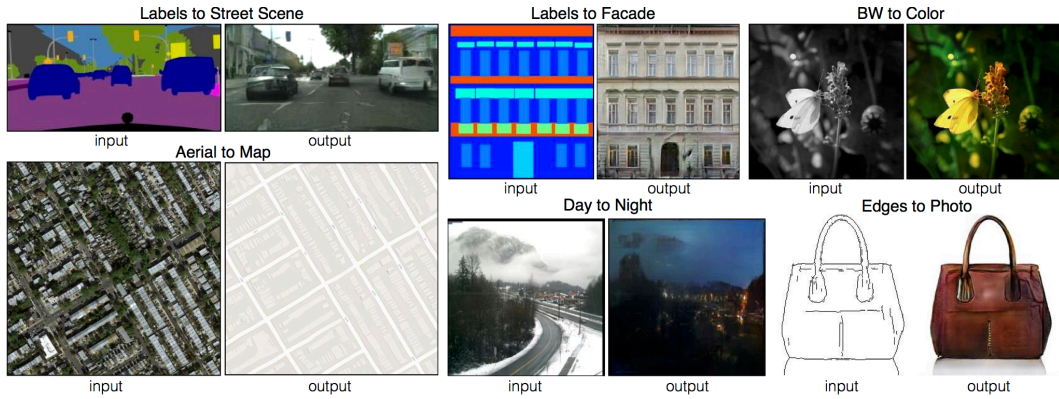 Labels to Street Scene
input
output
Aerial to Map
input
output
Labels to Facade
input
output
BW to Color
input
output
Day to Night
input
output
Edges to Photo
input
output